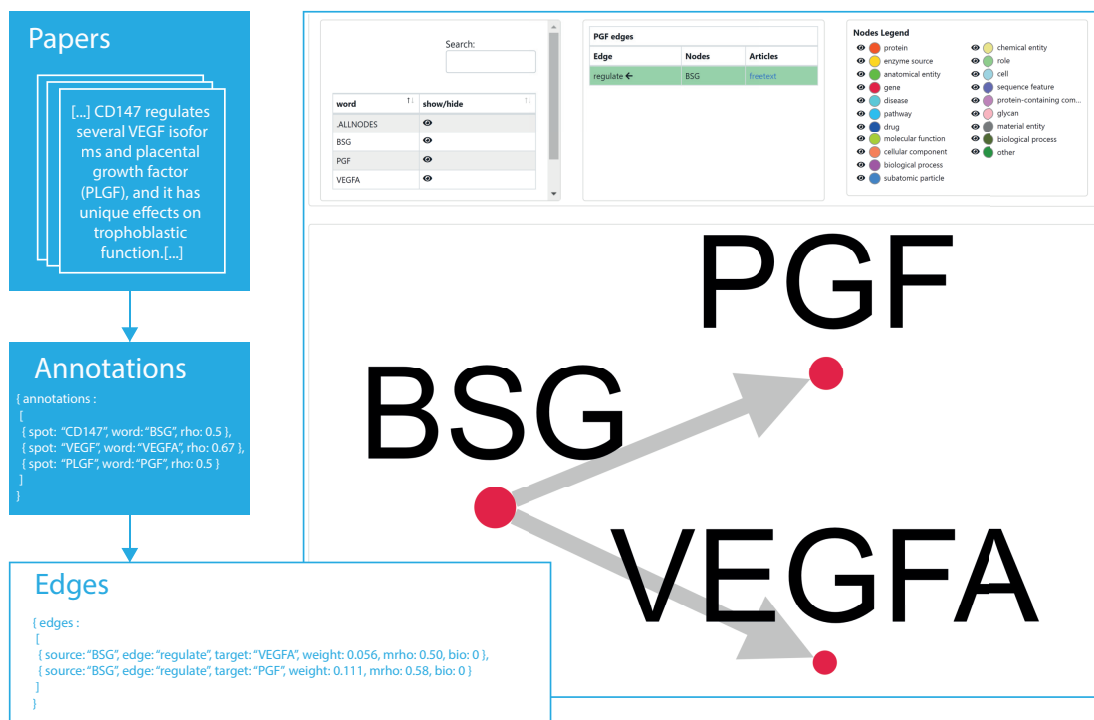 Papers
[...] CD147 regulates
several VEGF isofor
ms and placental
growth factor
(PLGF), and it has
unique effects on
trophoblastic
function.[...]
Annotations
{ annotations :
[
{ spot: “CD147”, word: “BSG”, rho: 0.5 },
{ spot: “VEGF”, word: “VEGFA”, rho: 0.67 },
{ spot: “PLGF”, word: “PGF”, rho: 0.5 }
]
}
Edges
{ edges :
[
{ source: “BSG”, edge: “regulate”, target: “VEGFA”, weight: 0.056, mrho: 0.50, bio: 0 },
{ source: “BSG”, edge: “regulate”, target: “PGF”, weight: 0.111, mrho: 0.58, bio: 0 }
]
}
Search:
word show/hide
.ALLNODES
BSG
PGF
VEGFA
PGF edges
Edge Nodes Articles
regulate ← BSG freetext
Nodes Legend
protein
enzyme source
anatomical entity
gene
disease
pathway
drug
molecular function
cellular component
biological process
subatomic particle
chemical entity
role
cell
sequence feature
protein-containing com...
glycan
material entity
biological process
other
PGF
BSG
VEGFA